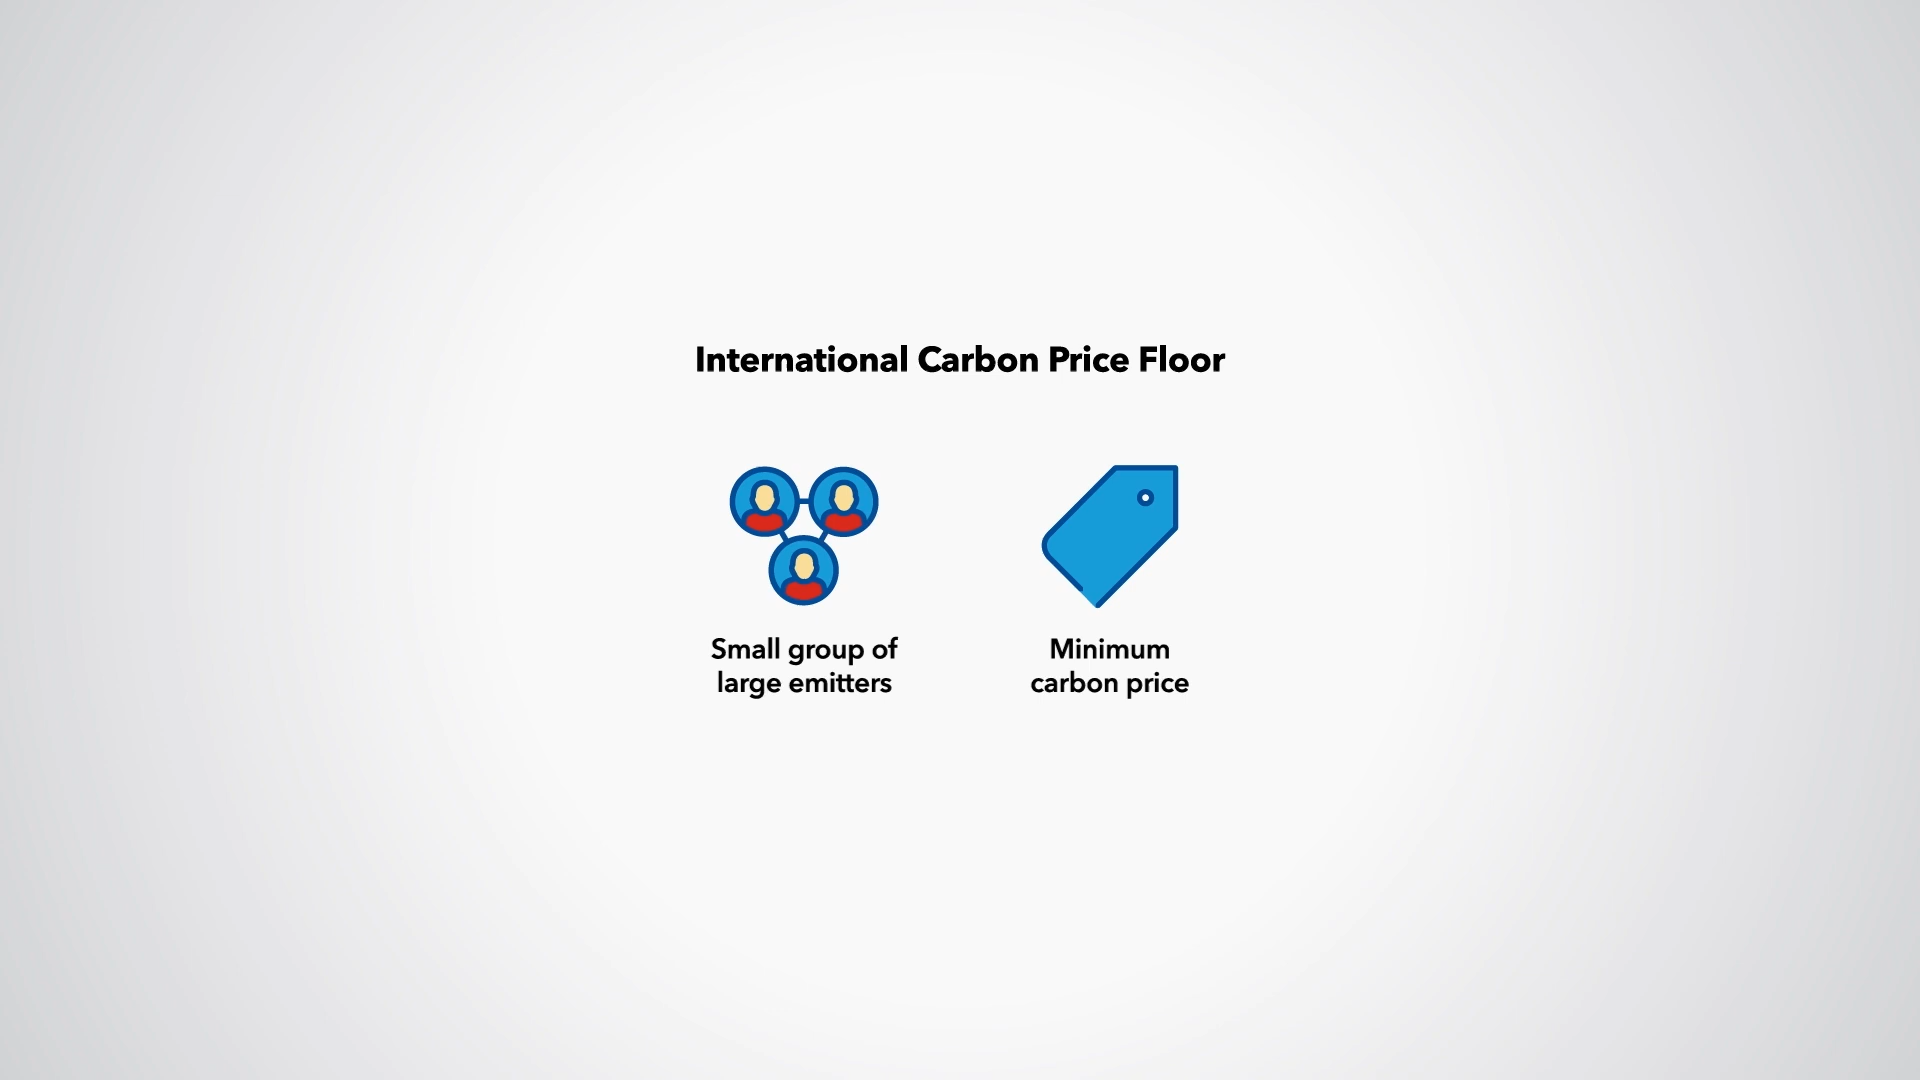 International Carbon Price Floor
Small group of
large emitters
Minimum
carbon price